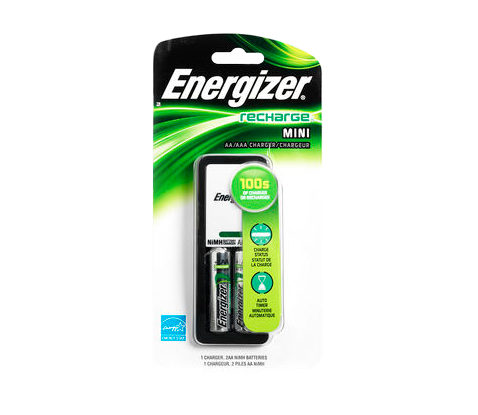 Energizer®
recharge
MINI
AA/AAA CHARGER/CHARGEUR
100s
OF CHARGES
DE RECHARGES
Energizer
NiMH
CHARGE
STATUS
STATUT DE
LA CHARGE
AUTO
TIMER
MINUTERIE
AUTOMATIQUE
Energizer
1 CHARGER, 2AA NiMH BATTERIES
1 CHARGEUR, 2 PILES AA NiMH